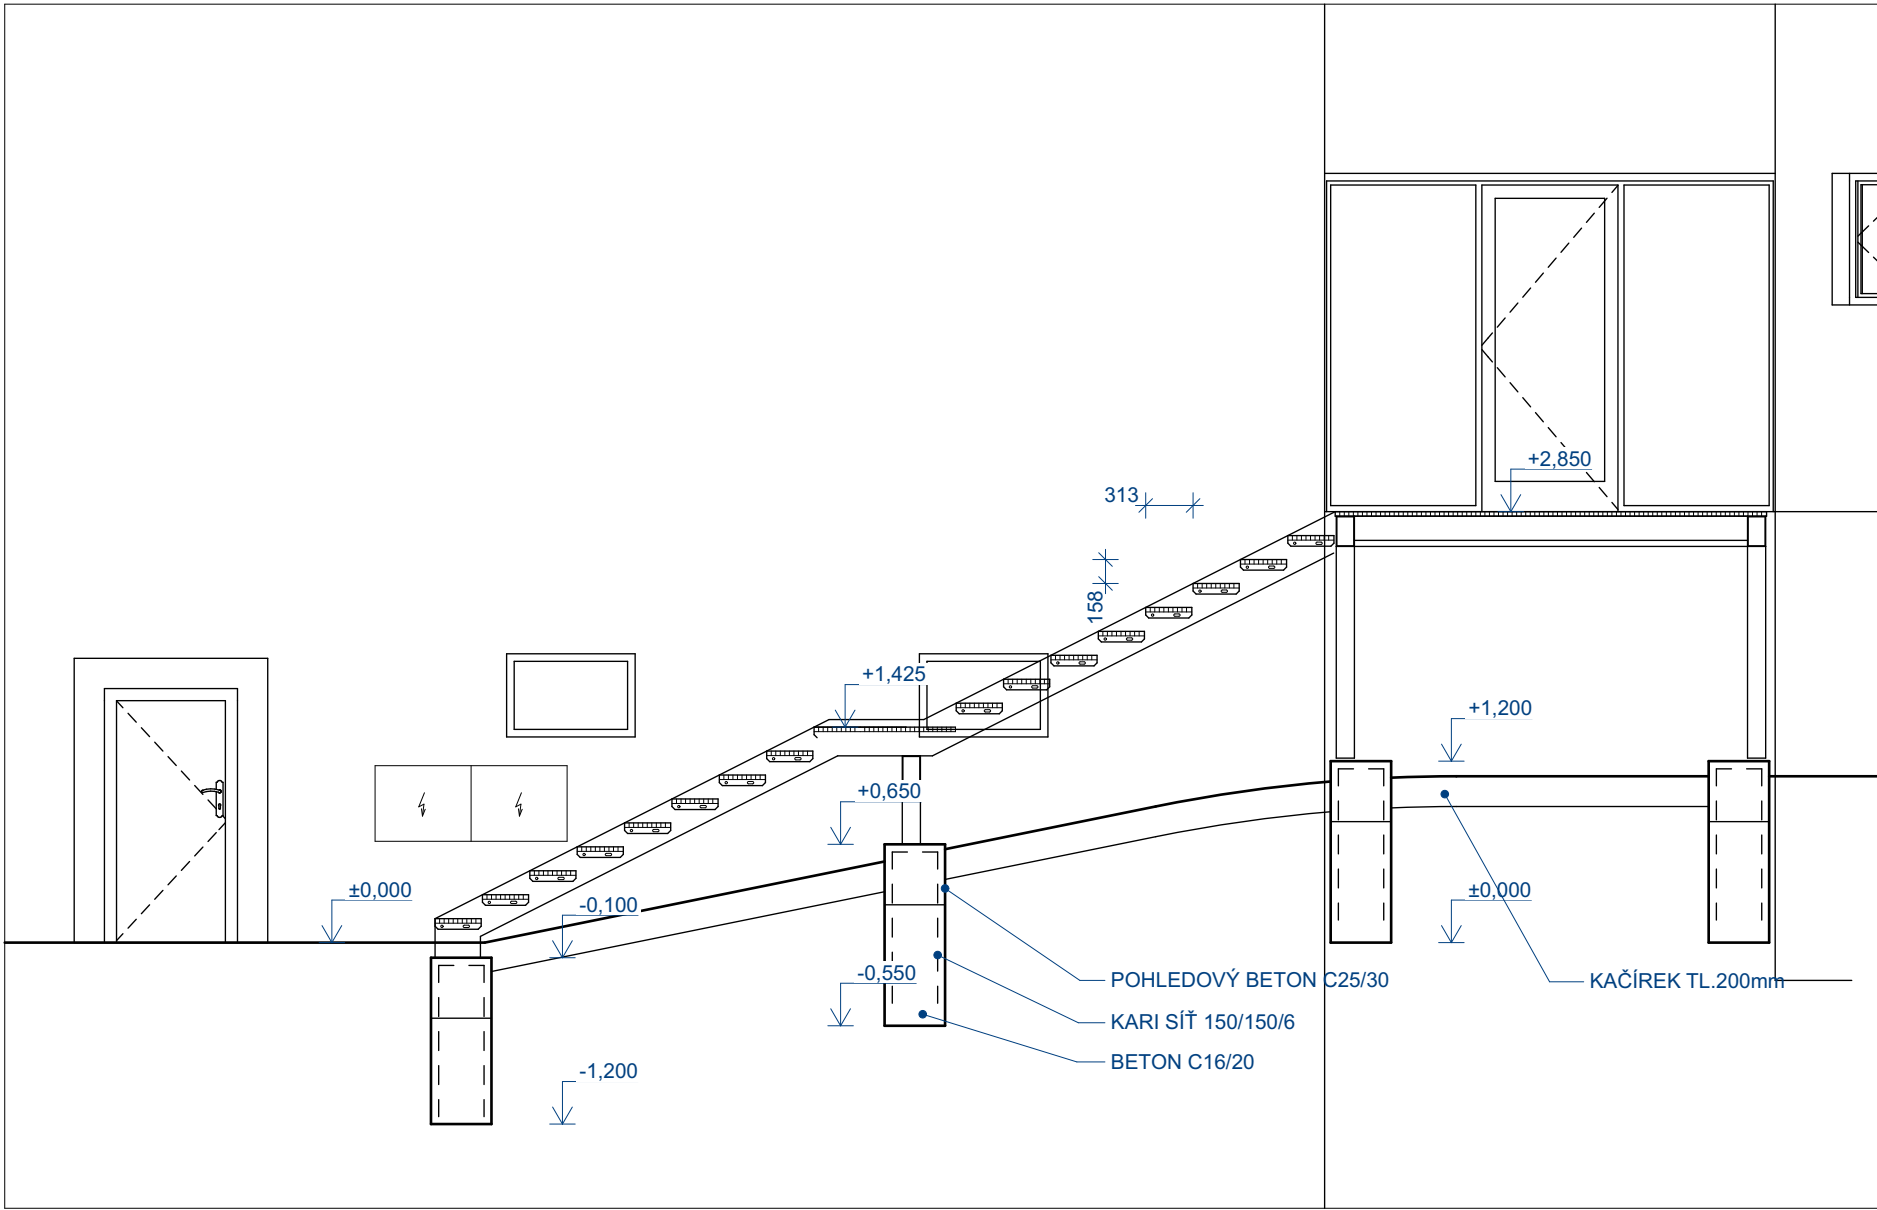 +2,850
313
158
+1,425
+1,200
+0,650
±0,000
-0,100
±0,000
-0,550
POHLEDOVÝ BETON C25/30
KAČÍREK TL.200mm
KARI SÍŤ 150/150/6
BETON C16/20
-1,200